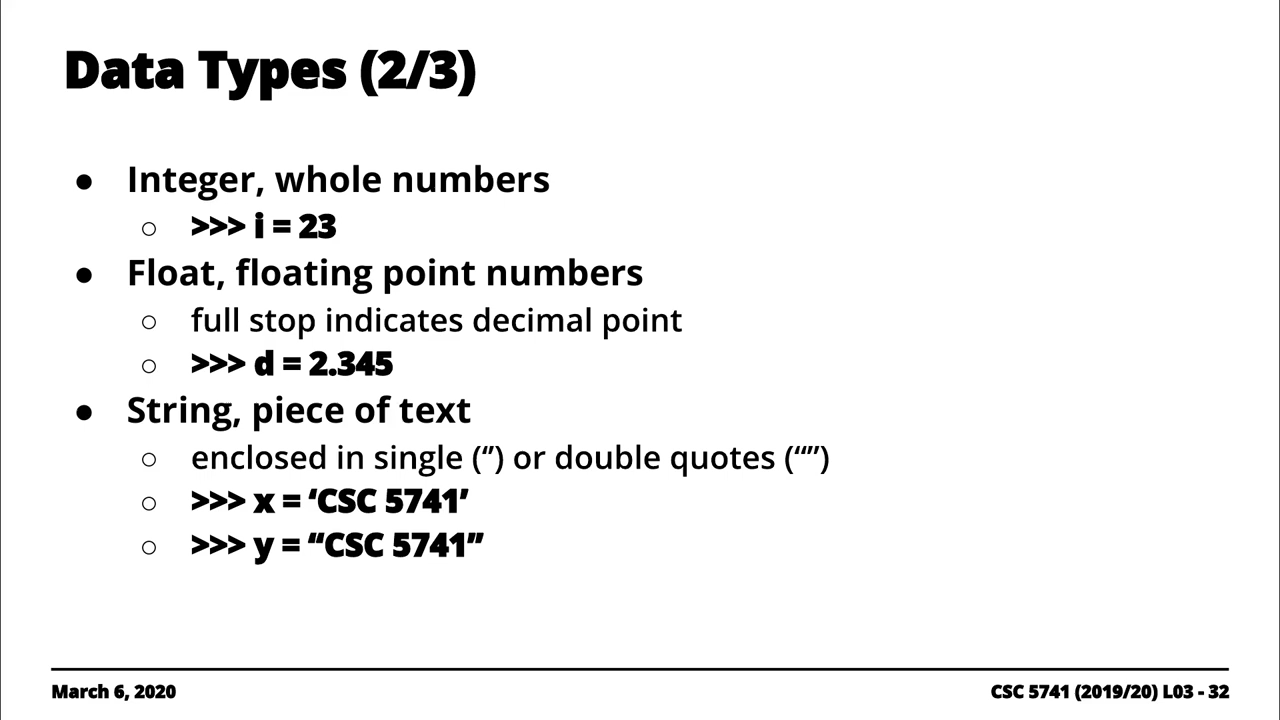 Data Types (2/3)
● Integer, whole numbers
○ >>> i = 23
● Float, floating point numbers
○ full stop indicates decimal point
○ >>> d = 2.345
● String, piece of text
○ enclosed in single (‘’) or double quotes (“”)
○ >>> x = ‘CSC 5741’
○ >>> y = “CSC 5741”
March 6, 2020
CSC 5741 (2019/20) L03 - 32